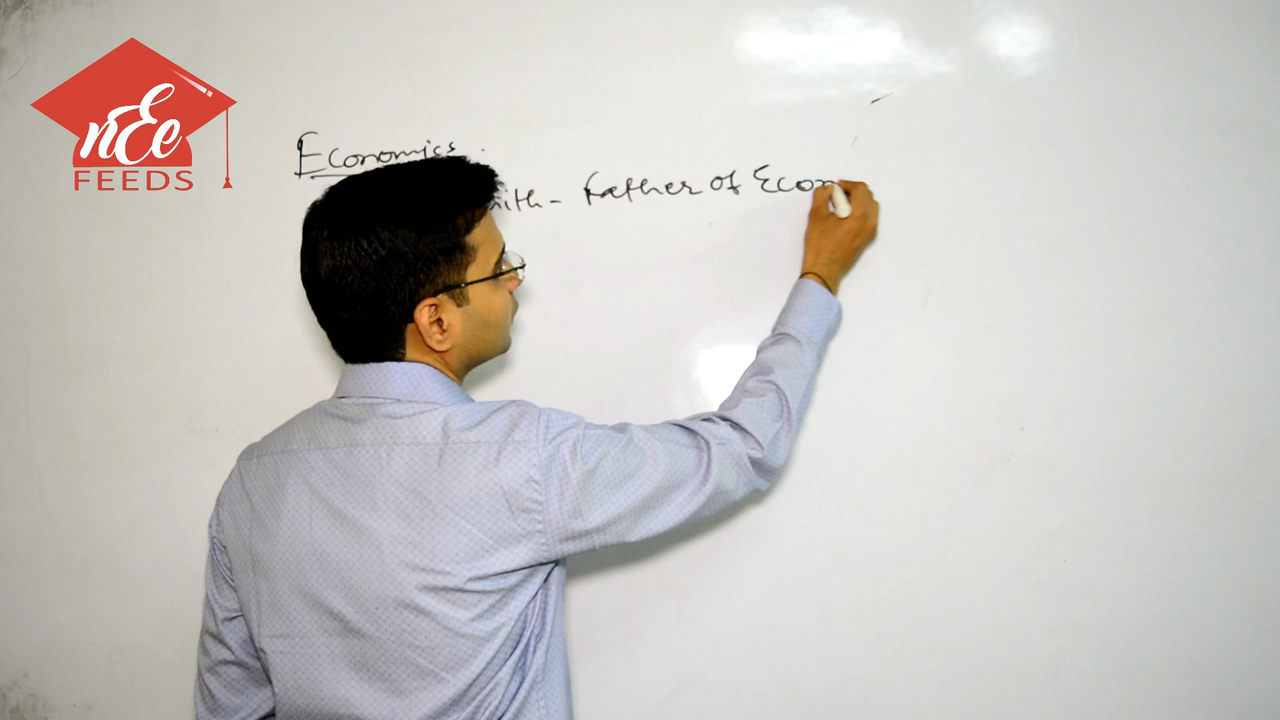 nEe
FEEDS
Economics
ith - Father of Econ